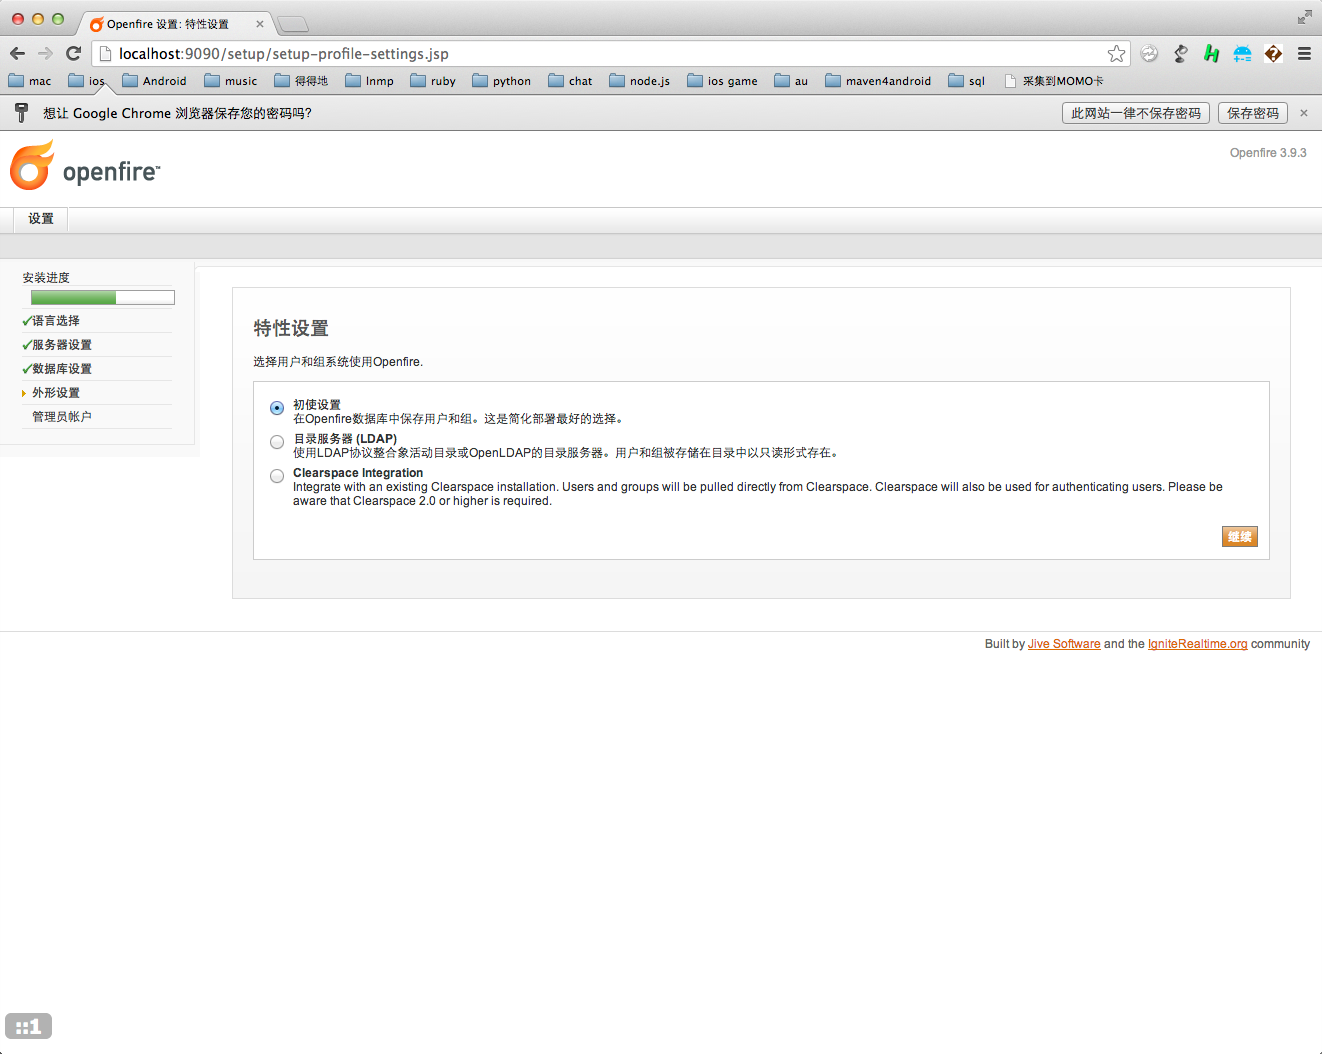 Openfire 设置: 特性设置
localhost:9090/setup/setup-profile-settings.jsp
mac ios Android music 得得地 lnmp ruby python chat node.js ios game au maven4android sql 采集到MOMO卡
想让 Google Chrome 浏览器保存您的密码吗? 此网站一律不保存密码 保存密码
openfire™
Openfire 3.9.3
设置
安装进度
语言选择
服务器设置
数据库设置
外形设置
管理员帐户
特性设置
选择用户和组系统使用Openfire.
初使设置
在Openfire数据库中保存用户和组。这是简化部署最好的选择。
目录服务器 (LDAP)
使用LDAP协议整合象活动目录或OpenLDAP的目录服务器。用户和组被存储在目录中以只读形式存在。
Clearspace Integration
Integrate with an existing Clearspace installation. Users and groups will be pulled directly from Clearspace. Clearspace will also be used for authenticating users. Please be
aware that Clearspace 2.0 or higher is required.
继续
Built by Jive Software and the IgniteRealtime.org community
::1